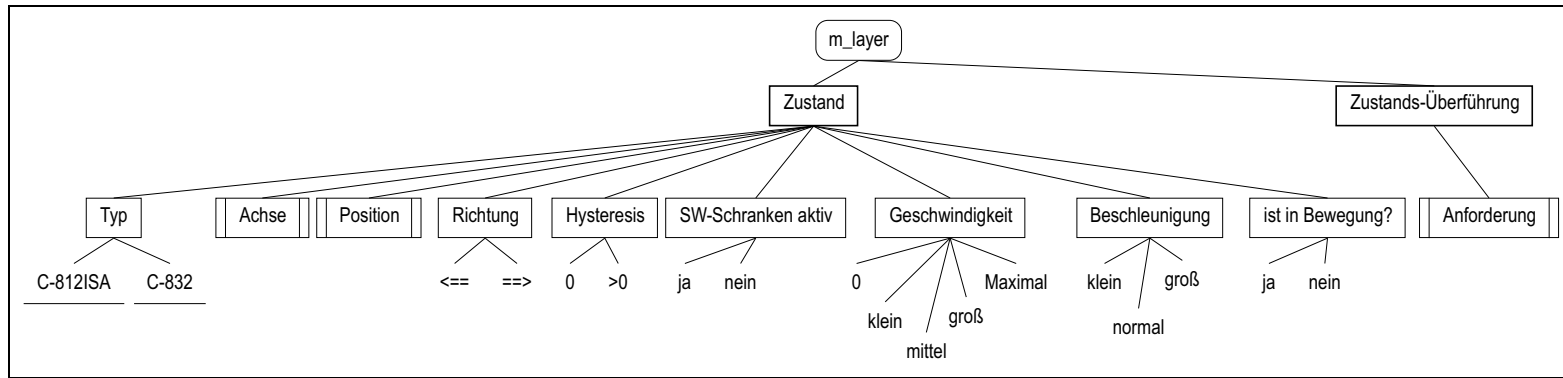 m_layer
Zustand
Zustands-Überführung
Typ
Achse
Position
Richtung
Hysteresis
SW-Schranken aktiv
Geschwindigkeit
Beschleunigung
ist in Bewegung?
Anforderung
C-812ISA
C-832
<==
==>
0
>0
ja
nein
0
klein
mittel
groß
Maximal
klein
normal
groß
ja
nein